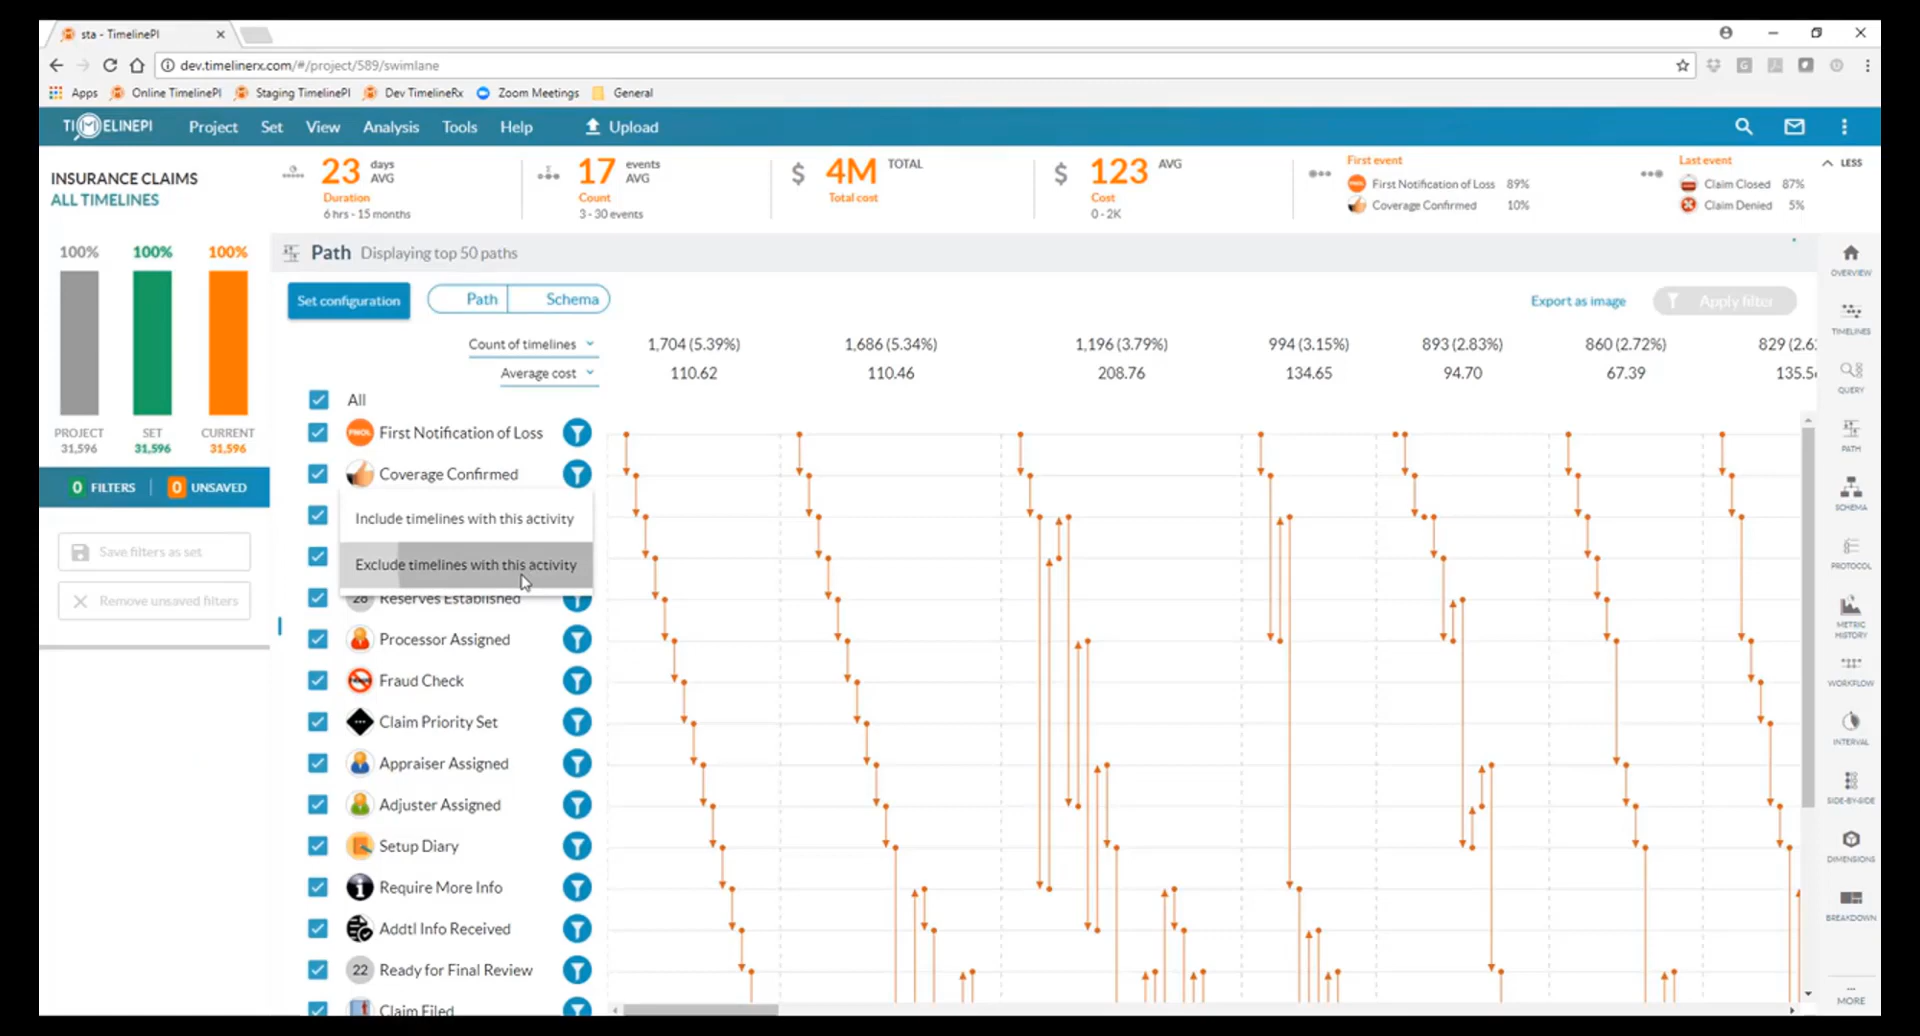 sta - TimelinePI
dev.timelinerx.com/#/project/589/swimlane
Apps Online TimelinePI Staging TimelinePI Dev TimelineRx Zoom Meetings General
TIMELINEPI Project Set View Analysis Tools Help Upload
INSURANCE CLAIMS
ALL TIMELINES
23 days AVG
Duration
6 hrs - 15 months
17 events AVG
Count
3 - 30 events
$ 4M TOTAL
Total cost
$ 123 AVG
Cost
0 - 2K
First event
First Notification of Loss 89%
Coverage Confirmed 10%
Last event
Claim Closed 87%
Claim Denied 5%
LESS
100% 100% 100%
PROJECT SET CURRENT
31,596 31,596 31,596
0 FILTERS | 0 UNSAVED
Save filters as set
Remove unsaved filters
Path Displaying top 50 paths
Set configuration Path Schema Export as image Apply filter
Count of timelines 1,704 (5.39%) 1,686 (5.34%) 1,196 (3.79%) 994 (3.15%) 893 (2.83%) 860 (2.72%) 829 (2.6
Average cost 110.62 110.46 208.76 134.65 94.70 67.39 135.5
All
First Notification of Loss
Coverage Confirmed
Include timelines with this activity
Exclude timelines with this activity
Reserves Established
Processor Assigned
Fraud Check
Claim Priority Set
Appraiser Assigned
Adjuster Assigned
Setup Diary
Require More Info
Addtl Info Received
22 Ready for Final Review
Claim Filed
OVERVIEW
TIMELINES
QUERY
PATH
SCHEMA
PROTOCOL
METRIC
HISTORY
WORKFLOW
INTERVAL
SIDE-BY-SIDE
DIMENSIONS
BREAKDOWN
MORE